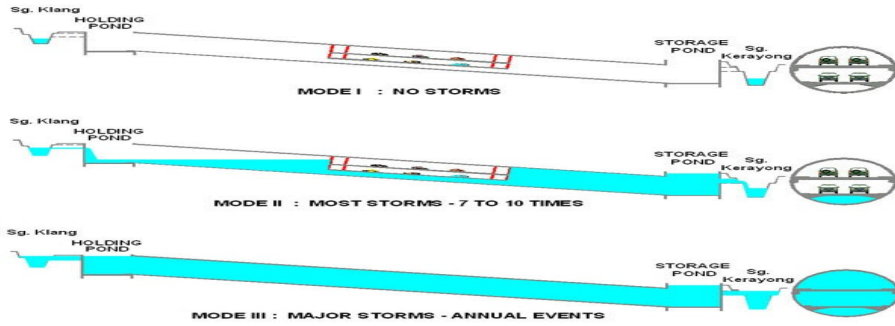 Sg. Klang
HOLDING
POND
STORAGE
POND
Sg.
Kerayong
MODE I : NO STORMS
Sg. Klang
HOLDING
POND
STORAGE
POND
Sg.
Kerayong
MODE II : MOST STORMS - 7 TO 10 TIMES
Sg. Klang
HOLDING
POND
STORAGE
POND
Sg.
Kerayong
MODE III : MAJOR STORMS - ANNUAL EVENTS